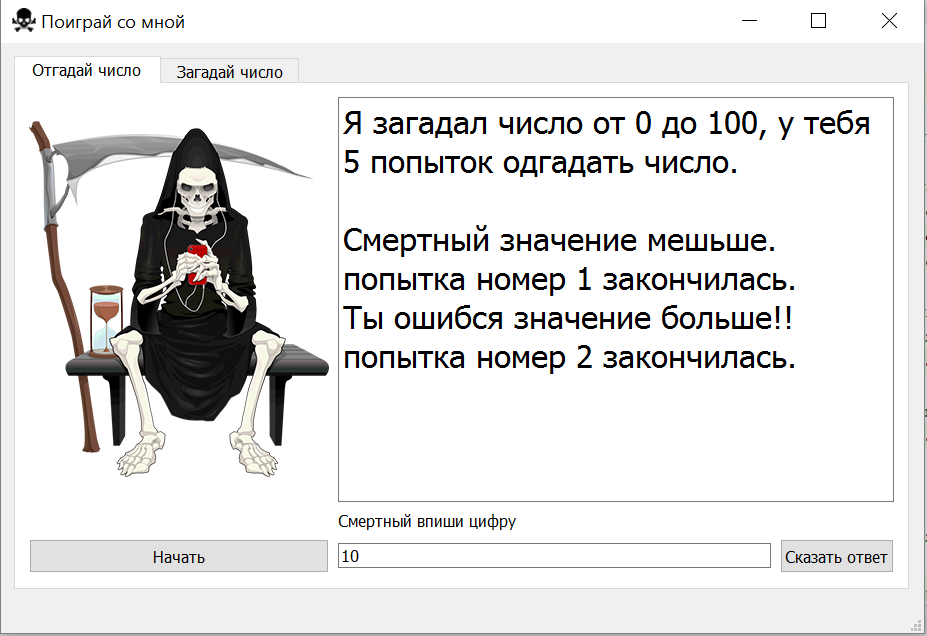 Поиграй со мной
Отгадай число
Загадай число
Я загадал число от 0 до 100, у тебя
5 попыток одгадать число.
Смертный значение мешьше.
попытка номер 1 закончилась.
Ты ошибся значение больше!!
попытка номер 2 закончилась.
Смертный впиши цифру
Начать
10
Сказать ответ